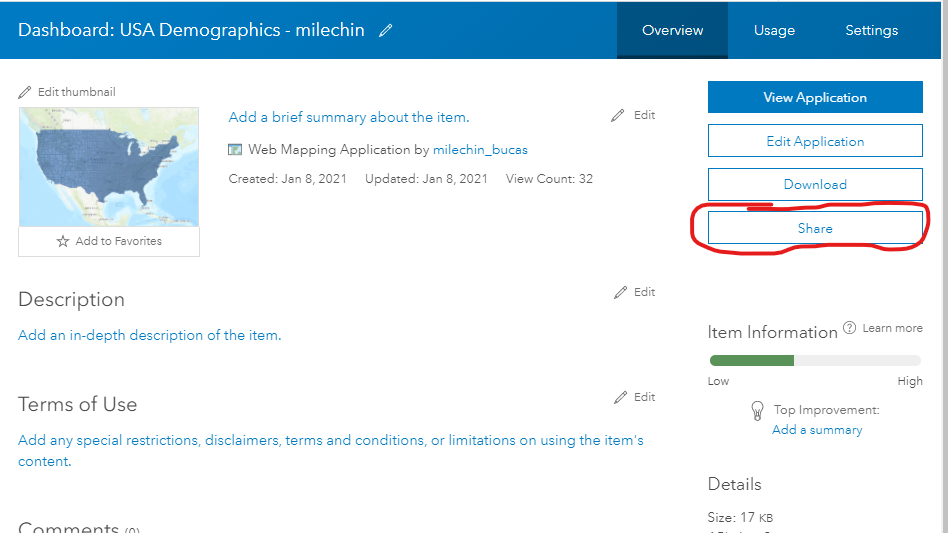 Dashboard: USA Demographics - milechin
Overview
Usage
Settings
Edit thumbnail
Add to Favorites
Add a brief summary about the item.
Edit
Web Mapping Application by milechin_bucas
Created: Jan 8, 2021 Updated: Jan 8, 2021 View Count: 32
View Application
Edit Application
Download
Share
Description
Edit
Add an in-depth description of the item.
Terms of Use
Edit
Add any special restrictions, disclaimers, terms and conditions, or limitations on using the item's
content.
Comments (0)
Item Information
Learn more
Low
High
Top Improvement:
Add a summary
Details
Size: 17 KB